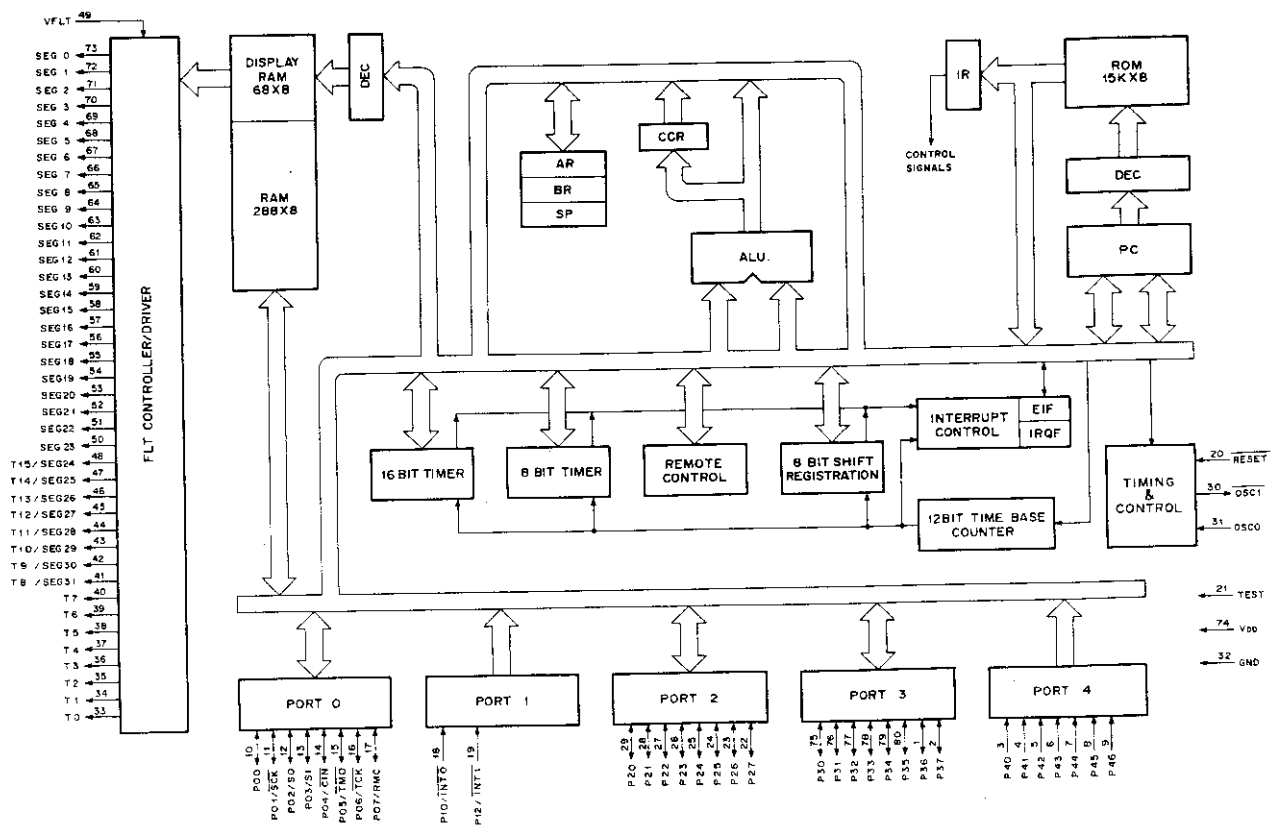 VFLT 49
SEG 0 73
SEG 1 72
SEG 2 71
SEG 3 70
SEG 4 69
SEG 5 68
SEG 6 67
SEG 7 66
SEG 8 65
SEG 9 64
SEG10 63
SEG11 62
SEG12 61
SEG13 60
SEG14 59
SEG15 58
SEG16 57
SEG17 56
SEG18 55
SEG19 54
SEG20 53
SEG21 52
SEG22 51
SEG23 50
T15/SEG24 48
T14/SEG25 47
T13/SEG26 46
T12/SEG27 45
T11/SEG28 44
T10/SEG29 43
T9 /SEG30 42
T8 /SEG31 41
T7 40
T6 39
T5 38
T4 37
T3 36
T2 35
T1 34
T0 33
FLT CONTROLLER/DRIVER
DISPLAY
RAM
68X8
RAM
288X8
DEC
AR
BR
SP
CCR
ALU.
IR
CONTROL
SIGNALS
ROM
15KX8
DEC
PC
16 BIT TIMER
8 BIT TIMER
REMOTE
CONTROL
8 BIT SHIFT
REGISTRATION
INTERRUPT
CONTROL
EIF
IRQF
12BIT TIME BASE
COUNTER
TIMING
&
CONTROL
20 RESET
30 OSC1
31 OSC0
21 TEST
74 VDD
32 GND
PORT 0
PORT 1
PORT 2
PORT 3
PORT 4
10 P00
11 P01/SCK
12 P02/SO
13 P03/SI
14 P04/CIN
15 P05/TMO
16 P06/TCK
17 P07/RMC
18 P10/INT0
19 P12/INT1
29 P20
28 P21
27 P22
26 P23
25 P24
24 P25
23 P26
22 P27
75 P30
76 P31
77 P32
78 P33
79 P34
80 P35
1 P36
2 P37
3 P40
4 P41
5 P42
6 P43
7 P44
8 P45
9 P46